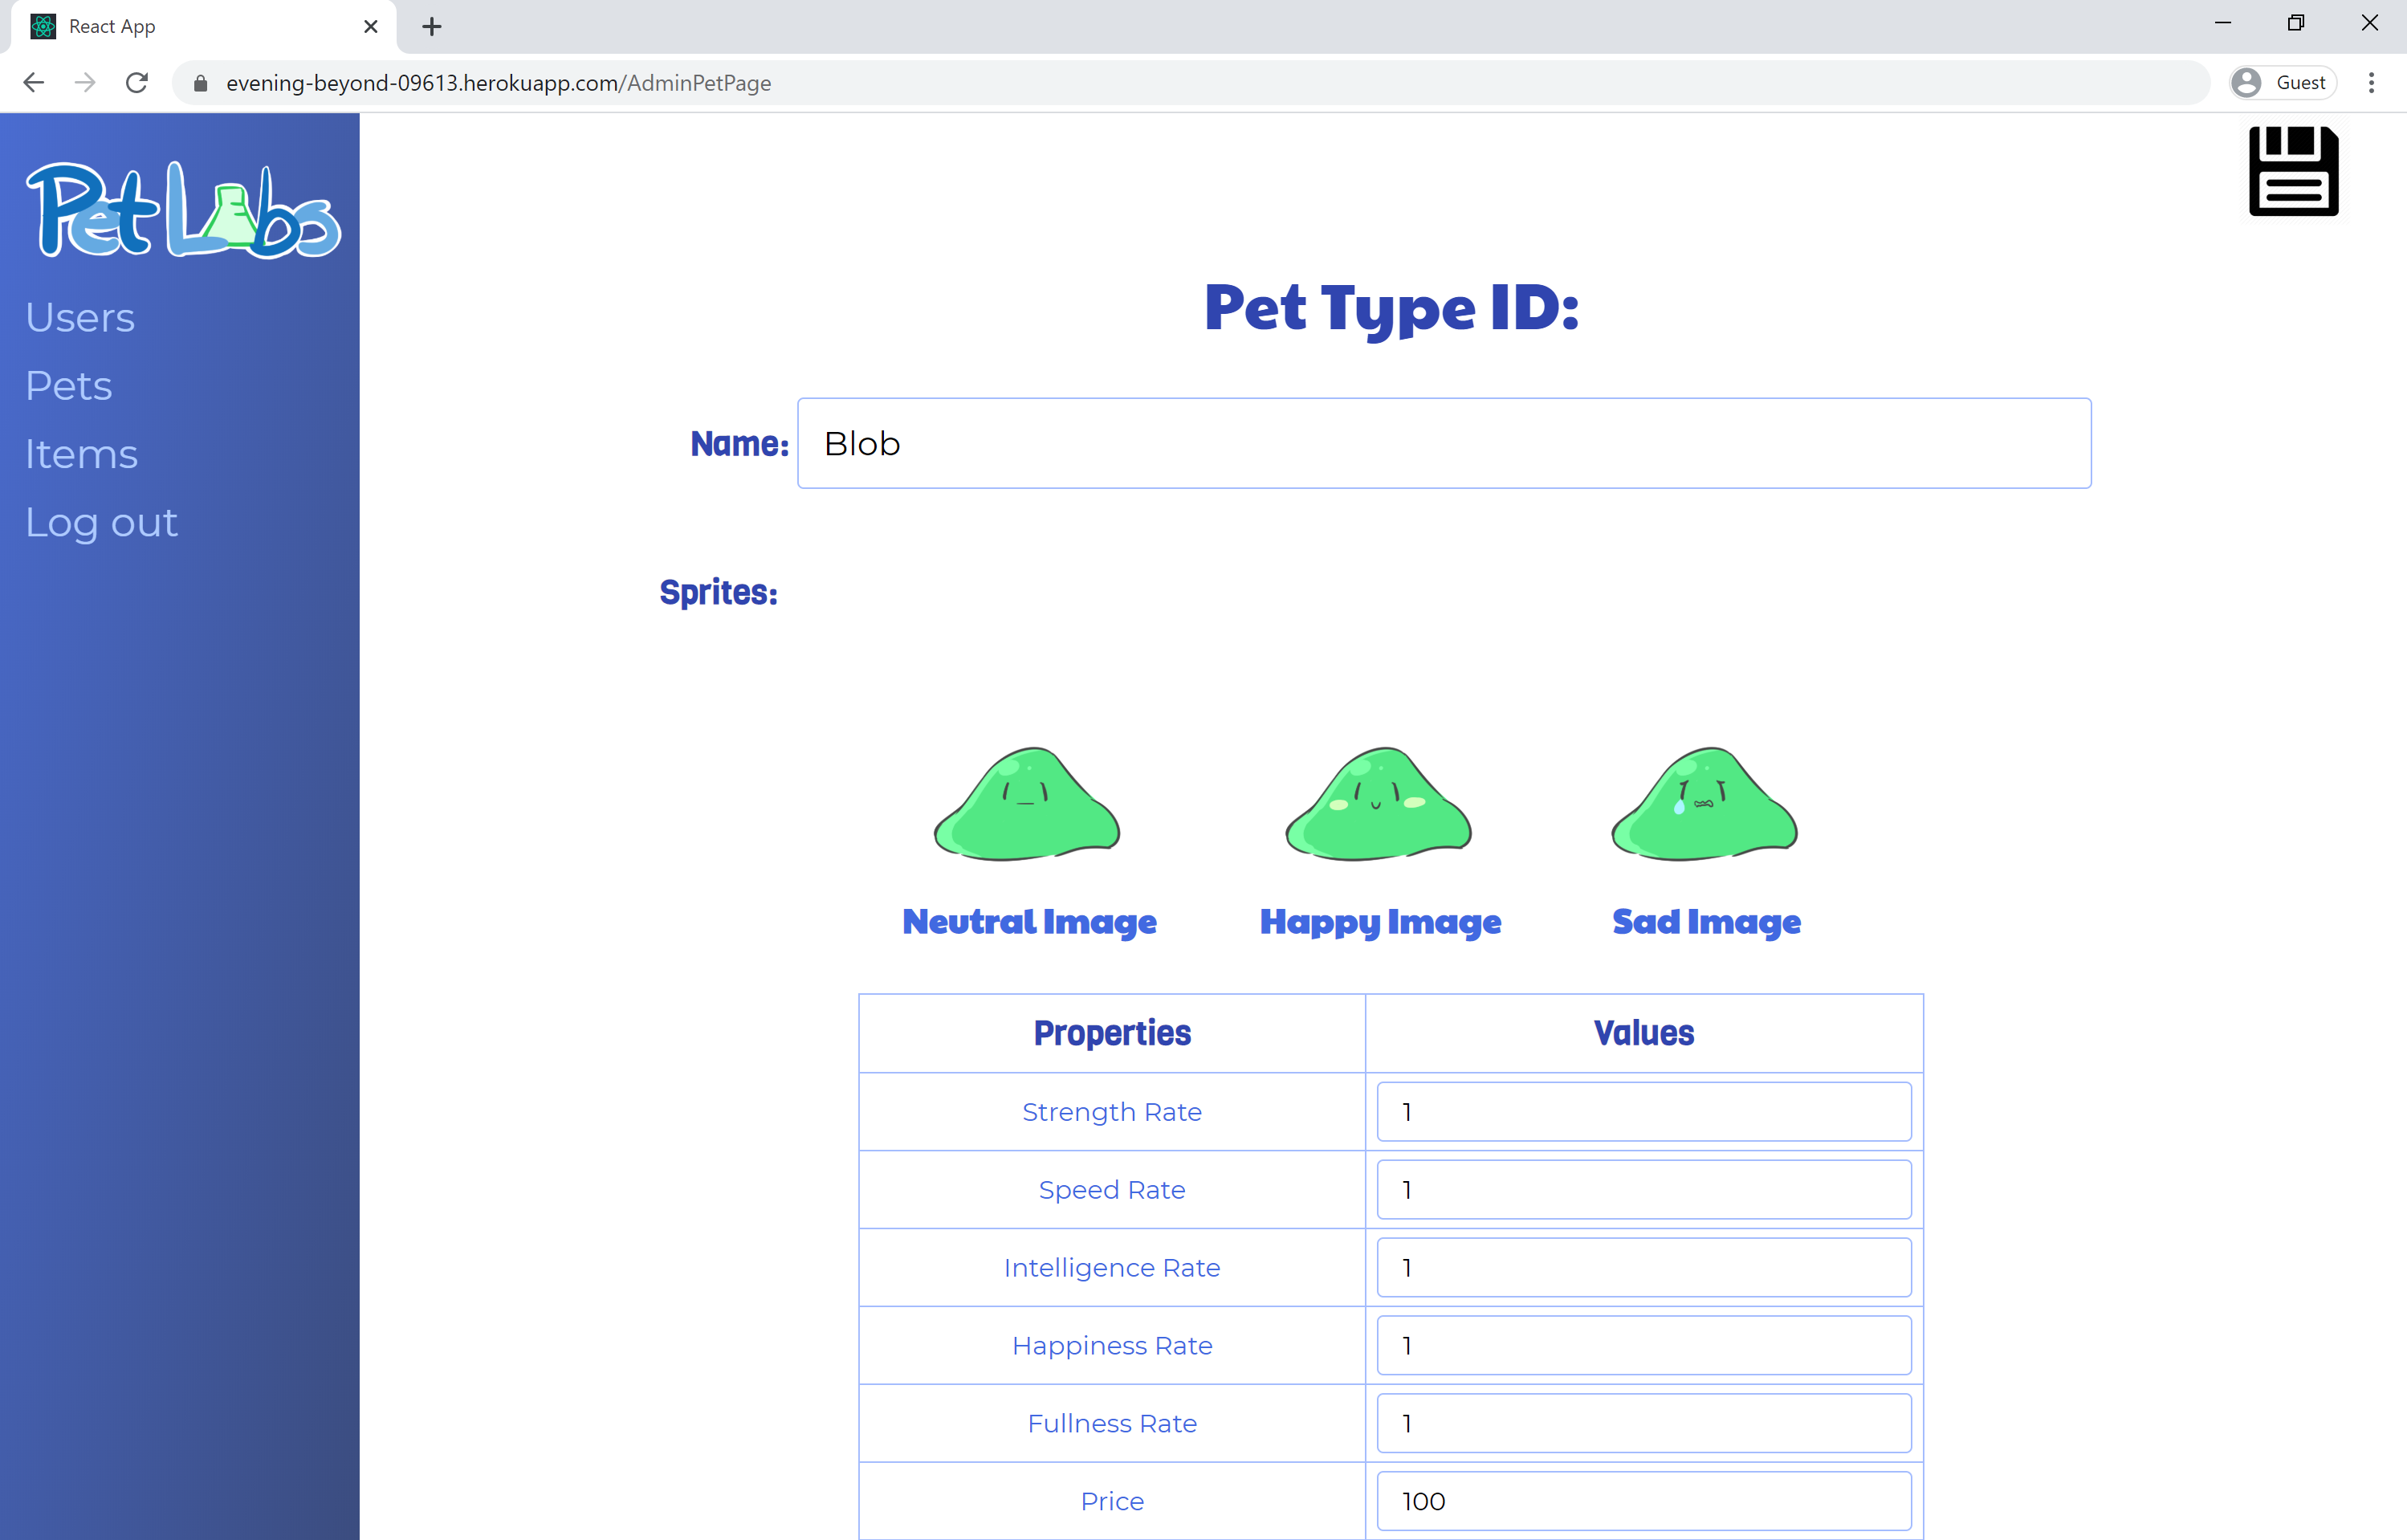 React App
evening-beyond-09613.herokuapp.com/AdminPetPage
Guest
Pet Labs
Users
Pets
Items
Log out
Pet Type ID:
Name: Blob
Sprites:
Neutral Image Happy Image Sad Image
Properties Values
Strength Rate 1
Speed Rate 1
Intelligence Rate 1
Happiness Rate 1
Fullness Rate 1
Price 100